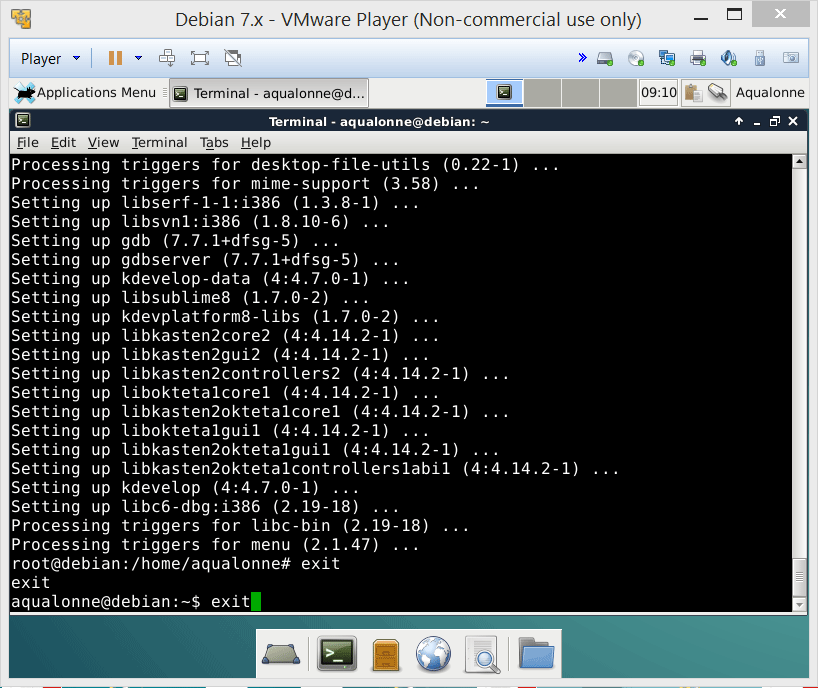 Debian 7.x - VMware Player (Non-commercial use only)
Player
Applications Menu
Terminal - aqualonne@d...
09:10
Aqualonne
Terminal - aqualonne@debian: ~
File Edit View Terminal Tabs Help
Processing triggers for desktop-file-utils (0.22-1) ...
Processing triggers for mime-support (3.58) ...
Setting up libserf-1-1:i386 (1.3.8-1) ...
Setting up libsvn1:i386 (1.8.10-6) ...
Setting up gdb (7.7.1+dfsg-5) ...
Setting up gdbserver (7.7.1+dfsg-5) ...
Setting up kdevelop-data (4:4.7.0-1) ...
Setting up libsublime8 (1.7.0-2) ...
Setting up kdevplatform8-libs (1.7.0-2) ...
Setting up libkasten2core2 (4:4.14.2-1) ...
Setting up libkasten2gui2 (4:4.14.2-1) ...
Setting up libkasten2controllers2 (4:4.14.2-1) ...
Setting up libokteta1core1 (4:4.14.2-1) ...
Setting up libkasten2okteta1core1 (4:4.14.2-1) ...
Setting up libokteta1gui1 (4:4.14.2-1) ...
Setting up libkasten2okteta1gui1 (4:4.14.2-1) ...
Setting up libkasten2okteta1controllers1abi1 (4:4.14.2-1) ...
Setting up kdevelop (4:4.7.0-1) ...
Setting up libc6-dbg:i386 (2.19-18) ...
Processing triggers for libc-bin (2.19-18) ...
Processing triggers for menu (2.1.47) ...
root@debian:/home/aqualonne# exit
exit
aqualonne@debian:~$ exit